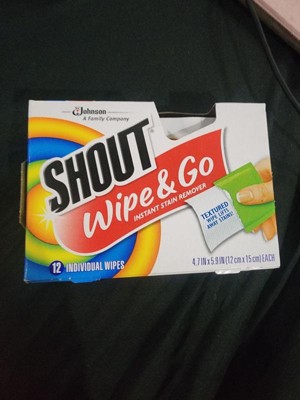 Johnson
A Family Company
SHOUT
Wipe & Go
INSTANT STAIN REMOVER
TEXTURED
WIPE LIFTS
AWAY STAINS!
12 INDIVIDUAL WIPES
4.7 IN x 5.9 IN (12 cm x 15 cm) EACH